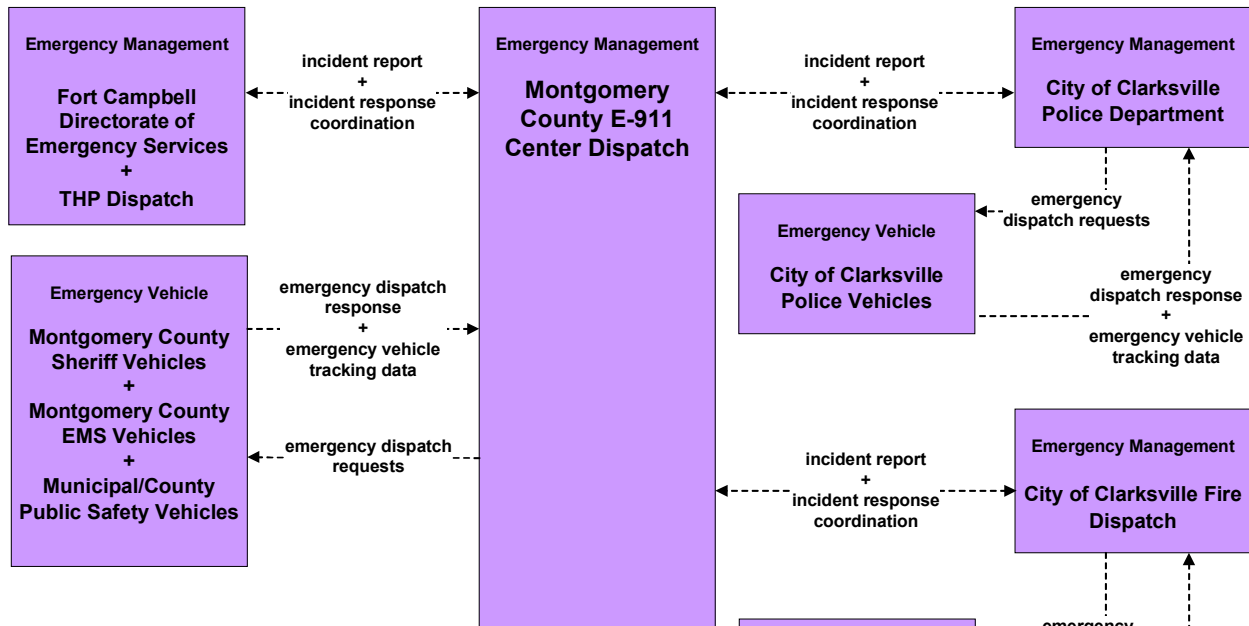 Emergency Management
Fort Campbell
Directorate of
Emergency Services
+
THP Dispatch
incident report
+
incident response
coordination
Emergency Management
Montgomery
County E-911
Center Dispatch
incident report
+
incident response
coordination
Emergency Management
City of Clarksville
Police Department
emergency
dispatch requests
Emergency Vehicle
City of Clarksville
Police Vehicles
emergency
dispatch response
+
emergency vehicle
tracking data
Emergency Vehicle
Montgomery County
Sheriff Vehicles
+
Montgomery County
EMS Vehicles
+
Municipal/County
Public Safety Vehicles
emergency dispatch
response
+
emergency vehicle
tracking data
emergency dispatch
requests
incident report
+
incident response
coordination
Emergency Management
City of Clarksville Fire
Dispatch
emergency